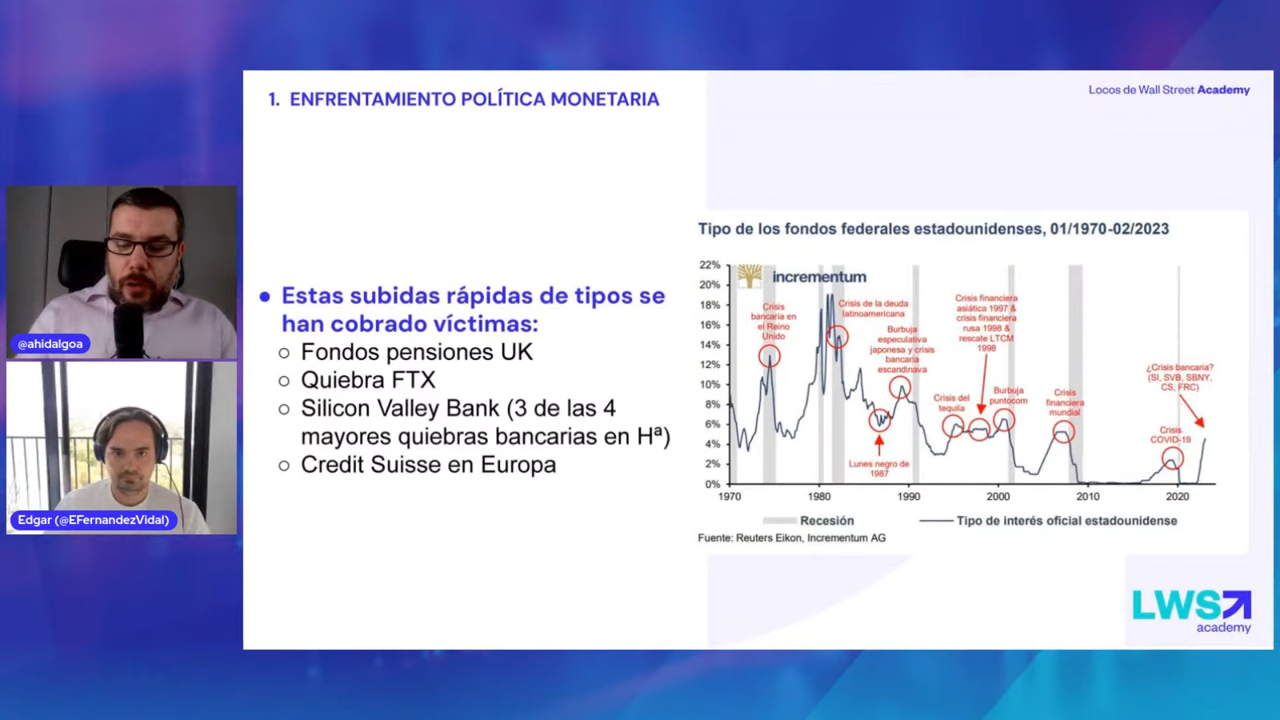 1. ENFRENTAMIENTO POLÍTICA MONETARIA
Locos de Wall Street Academy
@ahidalgoa
Edgar (@EFernandezVidal)
● Estas subidas rápidas de tipos se
han cobrado víctimas:
○ Fondos pensiones UK
○ Quiebra FTX
○ Silicon Valley Bank (3 de las 4
mayores quiebras bancarias en Hª)
○ Credit Suisse en Europa
Tipo de los fondos federales estadounidenses, 01/1970-02/2023
incrementum
22%
20%
18%
16%
14%
12%
10%
8%
6%
4%
2%
0%
Crisis
bancaria en
el Reino
Unido
Crisis de la deuda
latinoamericana
Burbuja
especulativa
japonesa y crisis
bancaria
escandinava
Lunes negro de
1987
Crisis del
tequila
Crisis financiera
asiática 1997 &
crisis financiera
rusa 1998 &
rescate LTCM
1998
Burbuja
puntocom
Crisis
financiera
mundial
Crisis
COVID-19
¿Crisis bancaria?
(SI, SVB, SBNY,
CS, FRC)
1970 1980 1990 2000 2010 2020
Recesión
Tipo de interés oficial estadounidense
Fuente: Reuters Eikon, Incrementum AG
LWS
academy